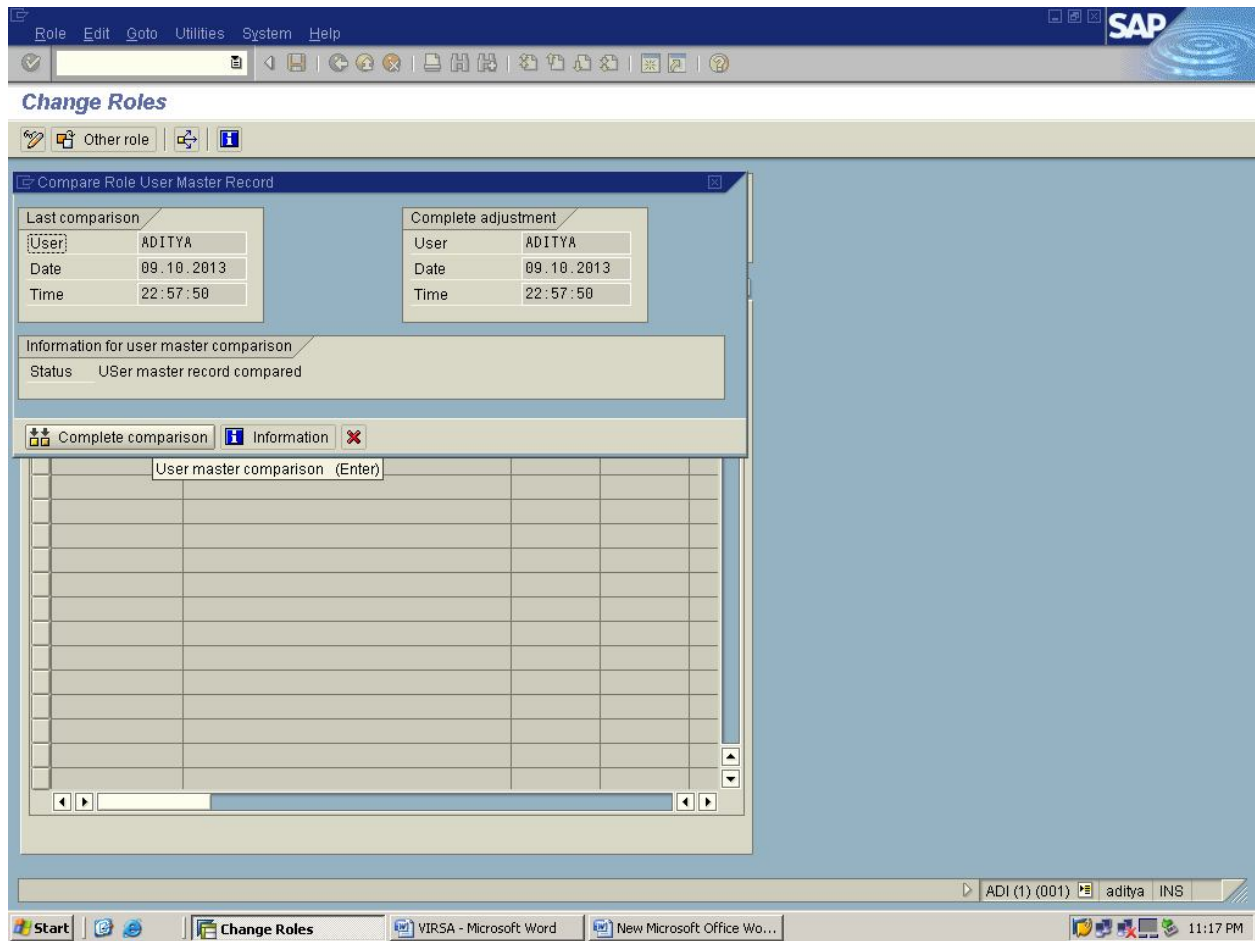 Role Edit Goto Utilities System Help
SAP
Change Roles
Other role
Compare Role User Master Record
Last comparison
Complete adjustment
User ADITYA
User ADITYA
Date 09.10.2013
Date 09.10.2013
Time 22:57:50
Time 22:57:50
Information for user master comparison
Status USer master record compared
Complete comparison Information
User master comparison (Enter)
ADI (1) (001) aditya INS
Start Change Roles VIRSA - Microsoft Word New Microsoft Office Wo... 11:17 PM